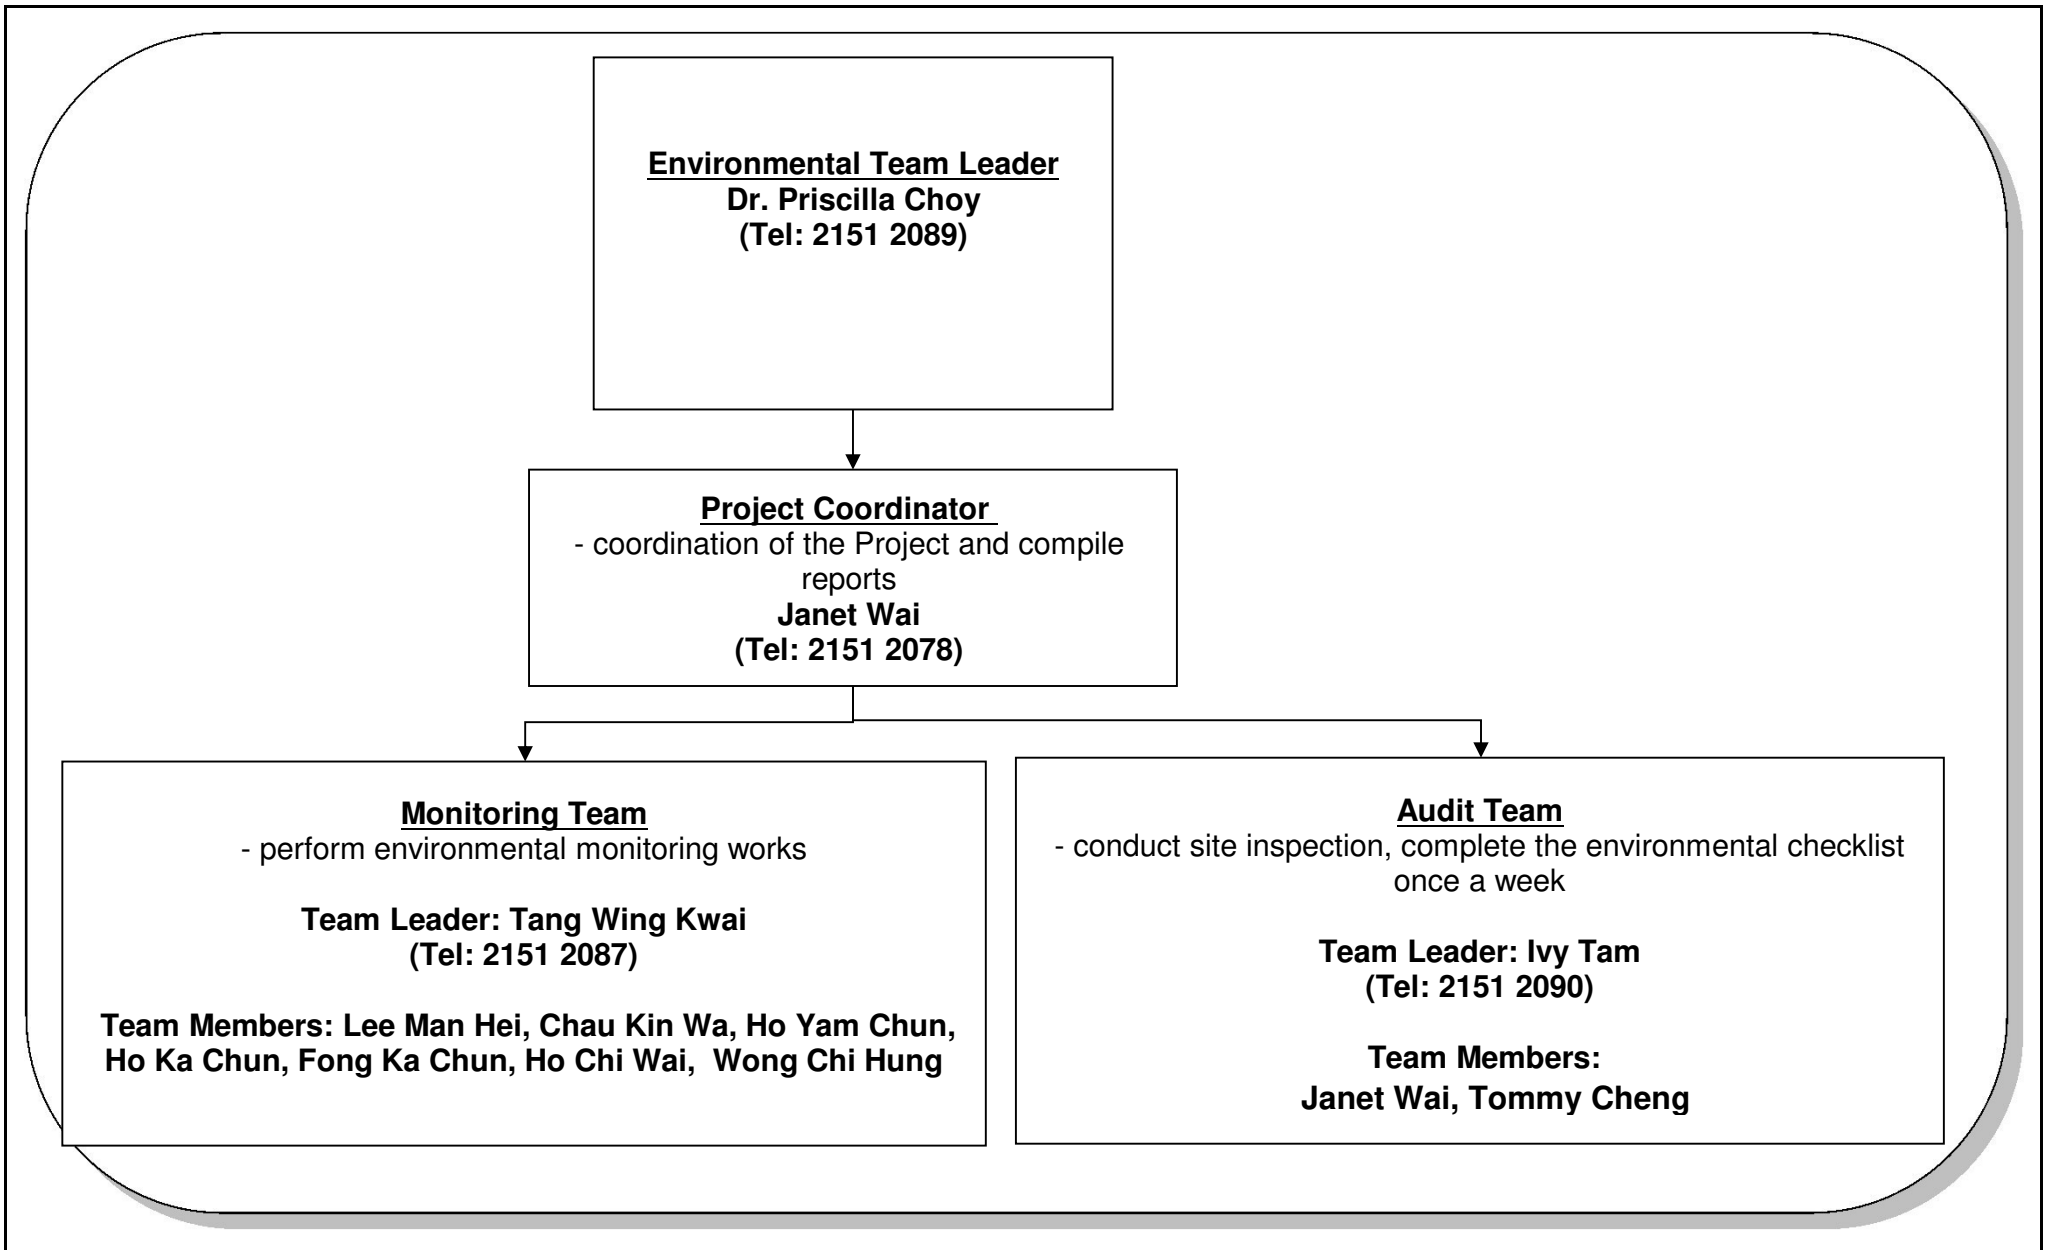 Environmental Team Leader
Dr. Priscilla Choy
(Tel: 2151 2089)
Project Coordinator
- coordination of the Project and compile
reports
Janet Wai
(Tel: 2151 2078)
Monitoring Team
- perform environmental monitoring works
Team Leader: Tang Wing Kwai
(Tel: 2151 2087)
Team Members: Lee Man Hei, Chau Kin Wa, Ho Yam Chun,
Ho Ka Chun, Fong Ka Chun, Ho Chi Wai,  Wong Chi Hung
Audit Team
- conduct site inspection, complete the environmental checklist
once a week
Team Leader: Ivy Tam
(Tel: 2151 2090)
Team Members:
Janet Wai, Tommy Cheng